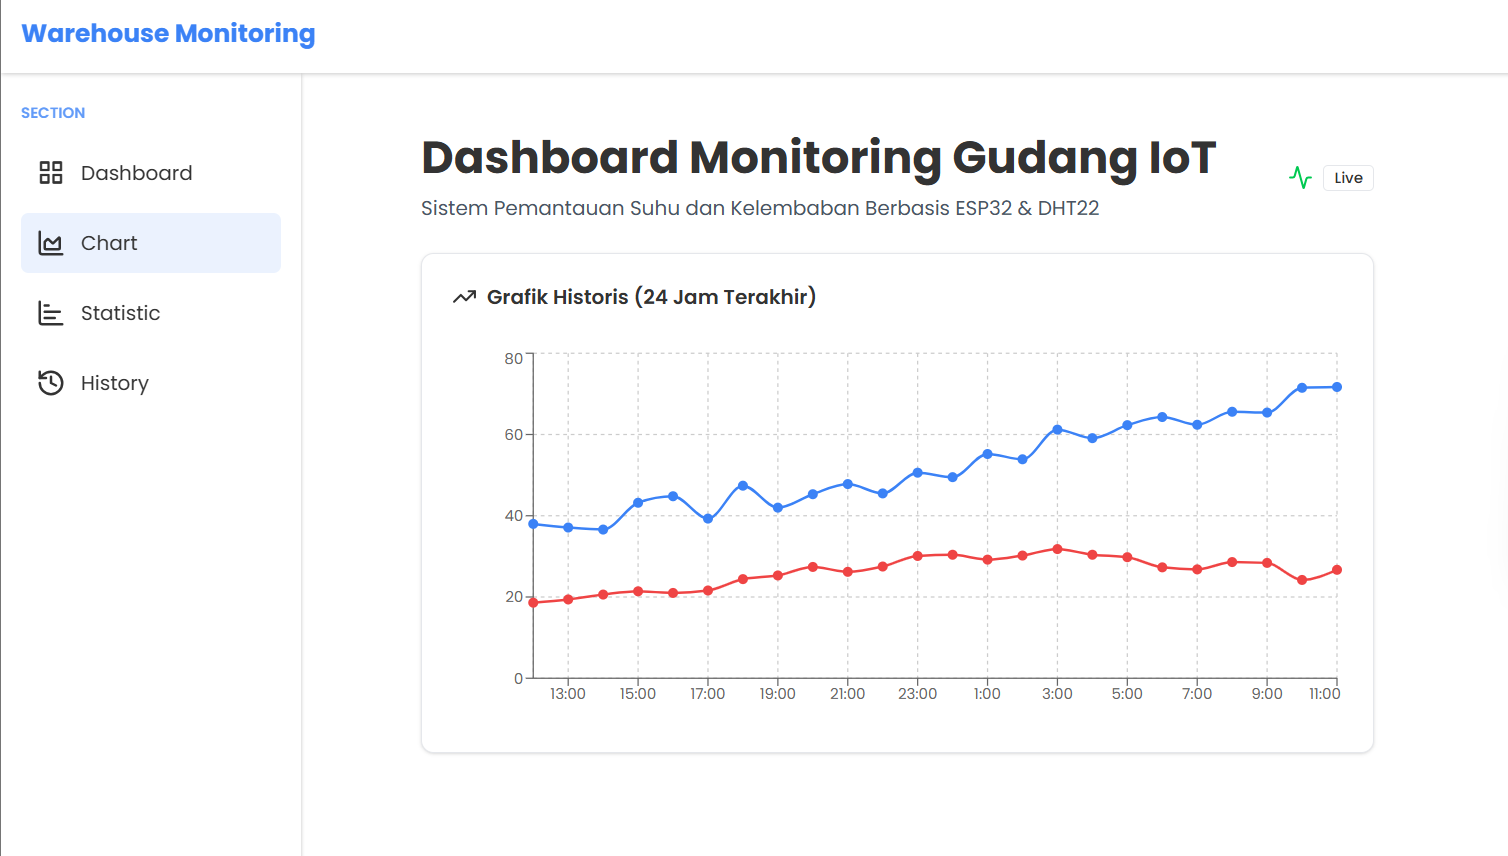 Warehouse Monitoring
SECTION
Dashboard
Chart
Statistic
History
Dashboard Monitoring Gudang IoT
Live
Sistem Pemantauan Suhu dan Kelembaban Berbasis ESP32 & DHT22
Grafik Historis (24 Jam Terakhir)
80
60
40
20
0
13:00 15:00 17:00 19:00 21:00 23:00 1:00 3:00 5:00 7:00 9:00 11:00